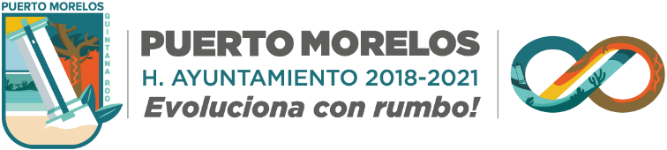 PUERTO MORELOS
QUINTANA ROO
PUERTO MORELOS
H. AYUNTAMIENTO 2018-2021
Evoluciona con rumbo!